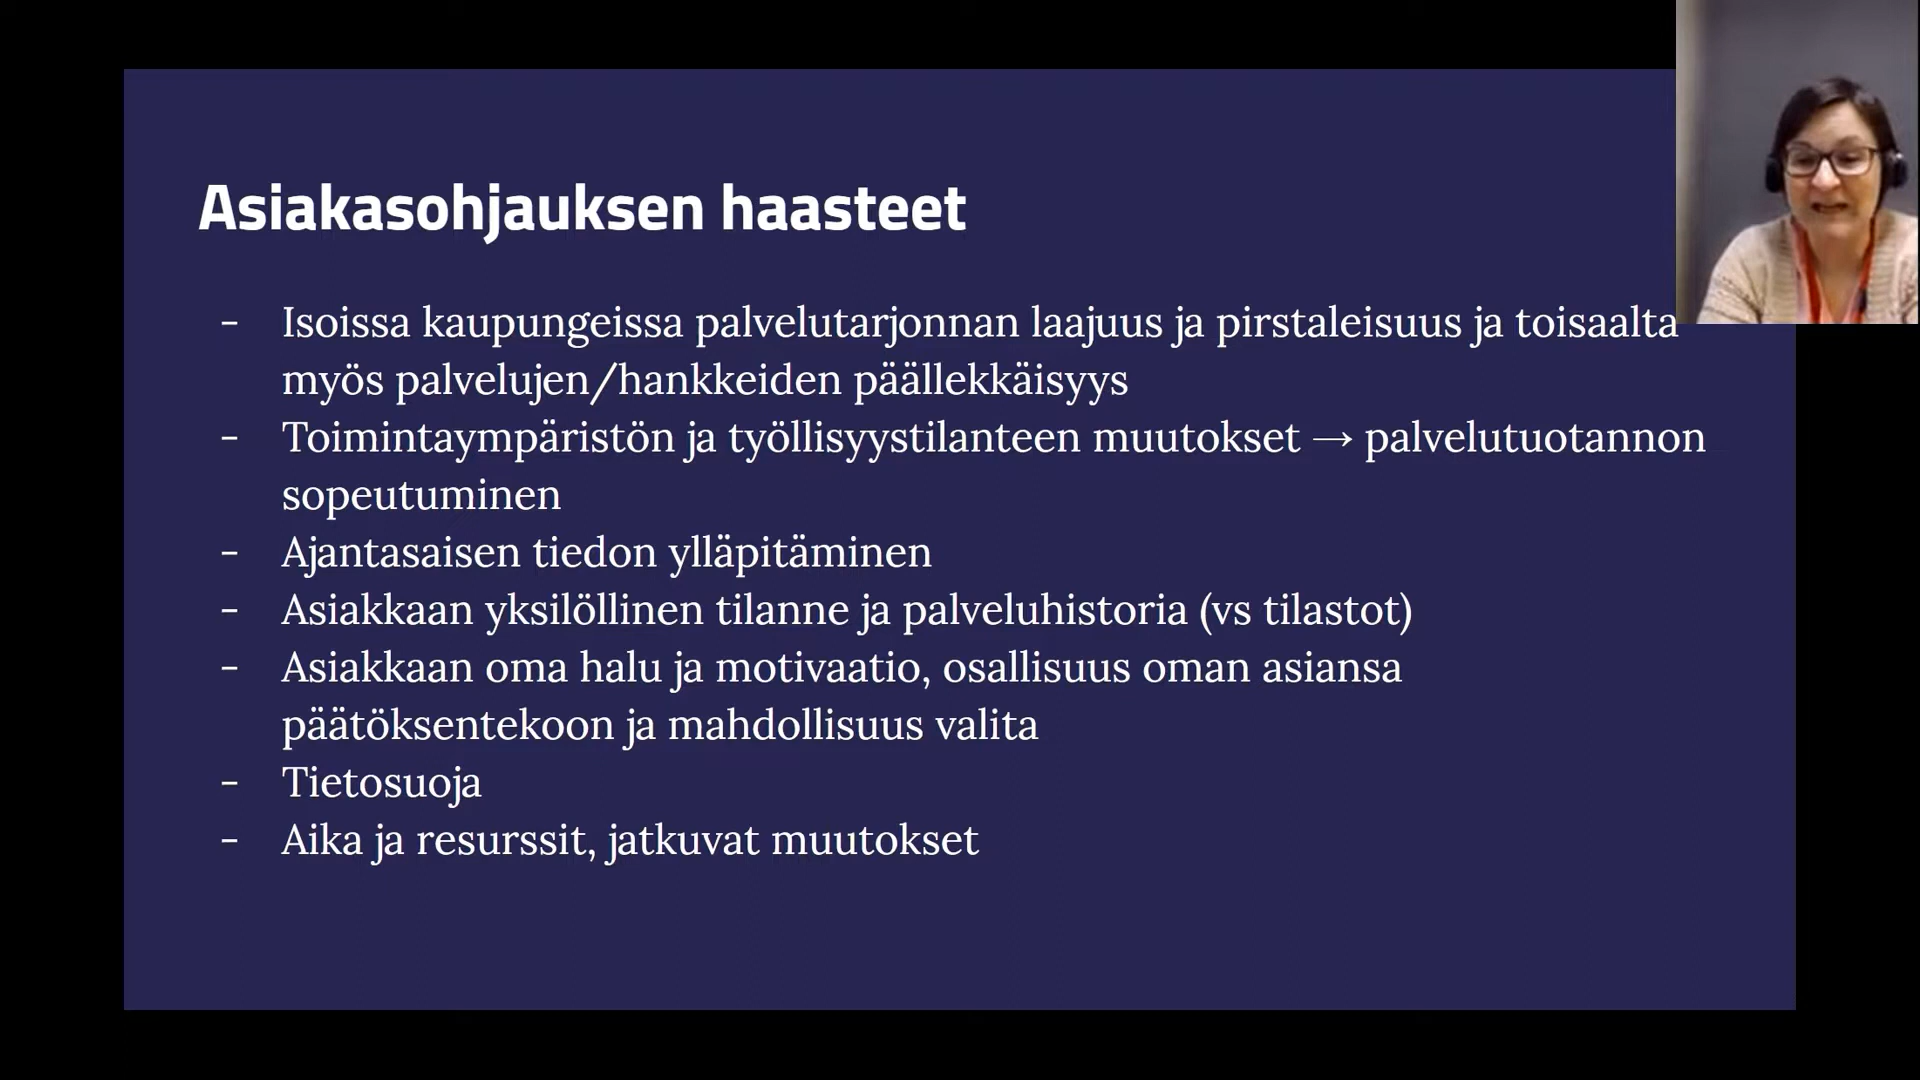 Asiakasohjauksen haasteet
- Isoissa kaupungeissa palvelutarjonnan laajuus ja pirstaleisuus ja toisaalta
myös palvelujen/hankkeiden päällekkäisyys
- Toimintaympäristön ja työllisyystilanteen muutokset → palvelutuotannon
sopeutuminen
- Ajantasaisen tiedon ylläpitäminen
- Asiakkaan yksilöllinen tilanne ja palveluhistoria (vs tilastot)
- Asiakkaan oma halu ja motivaatio, osallisuus oman asiansa
päätöksentekoon ja mahdollisuus valita
- Tietosuoja
- Aika ja resurssit, jatkuvat muutokset